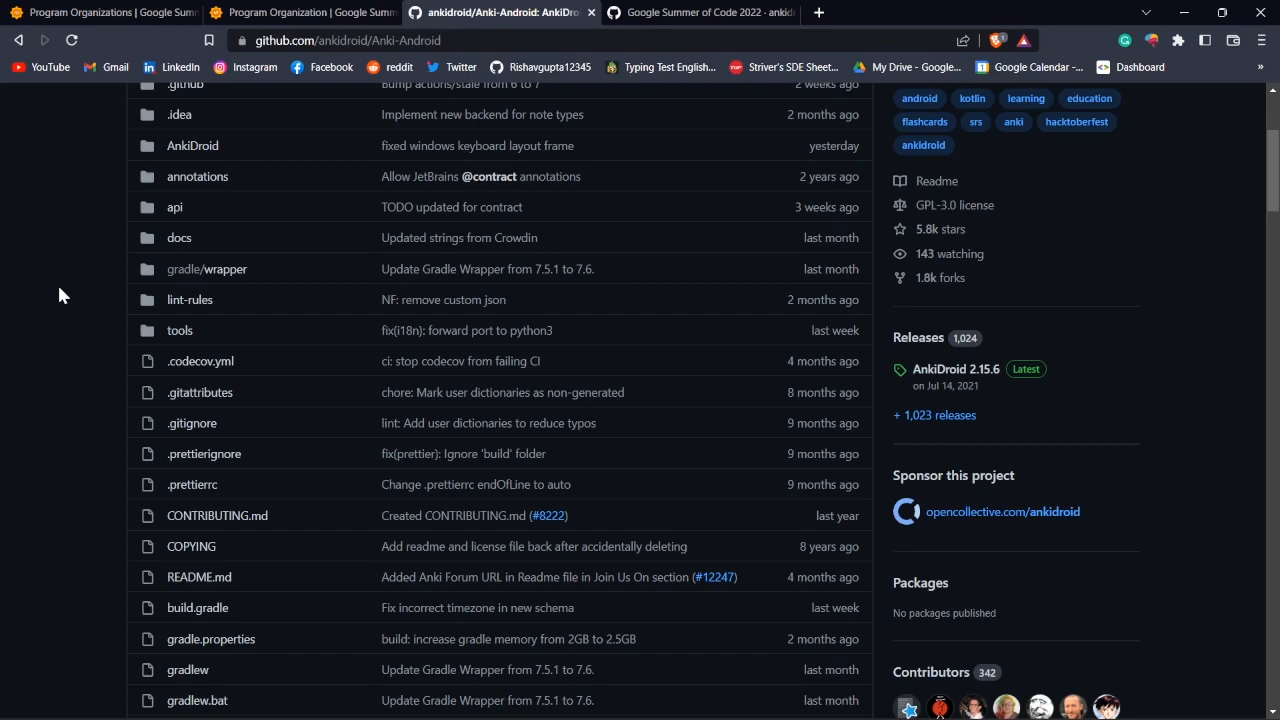 Program Organizations | Google Sum
Program Organization | Google Summ
ankidroid/Anki-Android: AnkiDro
Google Summer of Code 2022 · ankid
github.com/ankidroid/Anki-Android
YouTube Gmail LinkedIn Instagram Facebook reddit Twitter Rishavgupta12345 Typing Test English... Striver's SDE Sheet... My Drive - Google... Google Calendar -... Dashboard »
.github Bump actions/stale from 6 to 7 2 weeks ago
.idea Implement new backend for note types 2 months ago
AnkiDroid fixed windows keyboard layout frame yesterday
annotations Allow JetBrains @contract annotations 2 years ago
api TODO updated for contract 3 weeks ago
docs Updated strings from Crowdin last month
gradle/wrapper Update Gradle Wrapper from 7.5.1 to 7.6. last month
lint-rules NF: remove custom json 2 months ago
tools fix(i18n): forward port to python3 last week
.codecov.yml ci: stop codecov from failing CI 4 months ago
.gitattributes chore: Mark user dictionaries as non-generated 8 months ago
.gitignore lint: Add user dictionaries to reduce typos 9 months ago
.prettierignore fix(prettier): Ignore 'build' folder 9 months ago
.prettierrc Change .prettierrc endOfLine to auto 9 months ago
CONTRIBUTING.md Created CONTRIBUTING.md (#8222) last year
COPYING Add readme and license file back after accidentally deleting 8 years ago
README.md Added Anki Forum URL in Readme file in Join Us On section (#12247) 4 months ago
build.gradle Fix incorrect timezone in new schema last week
gradle.properties build: increase gradle memory from 2GB to 2.5GB 2 months ago
gradlew Update Gradle Wrapper from 7.5.1 to 7.6. last month
gradlew.bat Update Gradle Wrapper from 7.5.1 to 7.6. last month
android kotlin learning education
flashcards srs anki hacktoberfest
ankidroid
Readme
GPL-3.0 license
5.8k stars
143 watching
1.8k forks
Releases 1,024
AnkiDroid 2.15.6 Latest
on Jul 14, 2021
+ 1,023 releases
Sponsor this project
opencollective.com/ankidroid
Packages
No packages published
Contributors 342